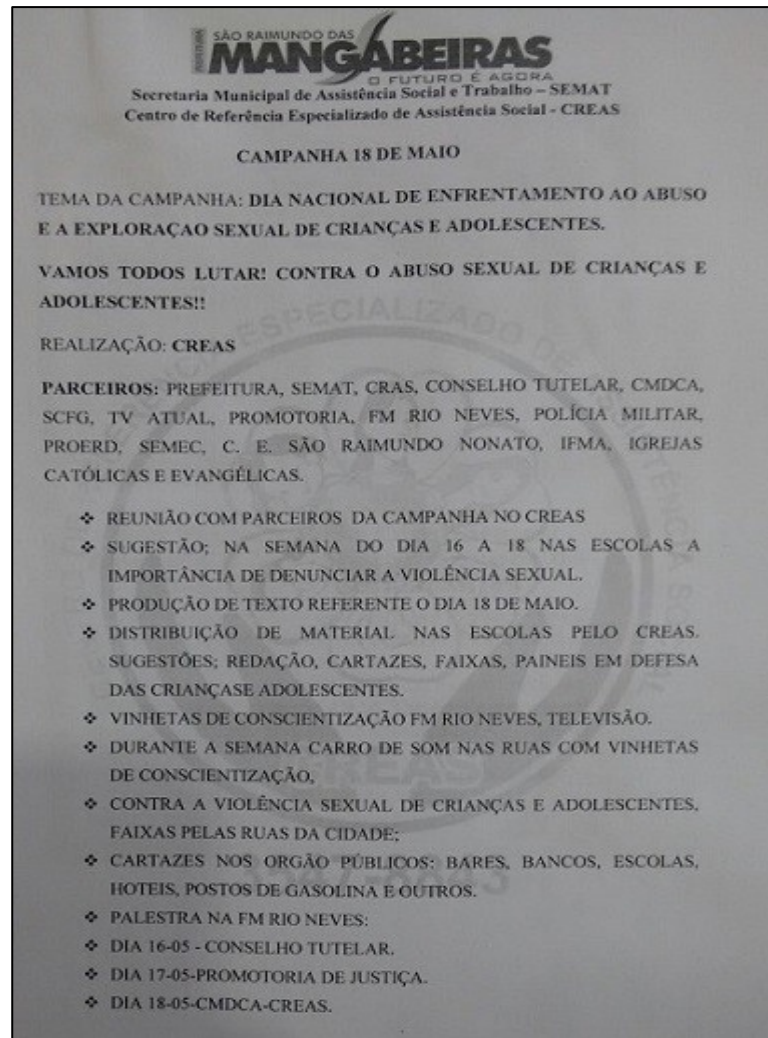 PREFEITURA
SÃO RAIMUNDO DAS
MANGABEIRAS
O FUTURO É AGORA
Secretaria Municipal de Assistência Social e Trabalho – SEMAT
Centro de Referência Especializado de Assistência Social - CREAS
CAMPANHA 18 DE MAIO
TEMA DA CAMPANHA: DIA NACIONAL DE ENFRENTAMENTO AO ABUSO
E A EXPLORAÇAO SEXUAL DE CRIANÇAS E ADOLESCENTES.
VAMOS TODOS LUTAR! CONTRA O ABUSO SEXUAL DE CRIANÇAS E
ADOLESCENTES!!
REALIZAÇÃO: CREAS
PARCEIROS: PREFEITURA, SEMAT, CRAS, CONSELHO TUTELAR, CMDCA,
SCFG, TV ATUAL, PROMOTORIA, FM RIO NEVES, POLÍCIA MILITAR,
PROERD, SEMEC, C. E. SÃO RAIMUNDO NONATO, IFMA, IGREJAS
CATÓLICAS E EVANGÉLICAS.
❖ REUNIÃO COM PARCEIROS DA CAMPANHA NO CREAS
❖ SUGESTÃO; NA SEMANA DO DIA 16 A 18 NAS ESCOLAS A
IMPORTÂNCIA DE DENUNCIAR A VIOLÊNCIA SEXUAL.
❖ PRODUÇÃO DE TEXTO REFERENTE O DIA 18 DE MAIO.
❖ DISTRIBUIÇÃO DE MATERIAL NAS ESCOLAS PELO CREAS.
SUGESTÕES; REDAÇÃO, CARTAZES, FAIXAS, PAINEIS EM DEFESA
DAS CRIANÇASE ADOLESCENTES.
❖ VINHETAS DE CONSCIENTIZAÇÃO FM RIO NEVES, TELEVISÃO.
❖ DURANTE A SEMANA CARRO DE SOM NAS RUAS COM VINHETAS
DE CONSCIENTIZAÇÃO,
❖ CONTRA A VIOLÊNCIA SEXUAL DE CRIANÇAS E ADOLESCENTES,
FAIXAS PELAS RUAS DA CIDADE;
❖ CARTAZES NOS ORGÃO PÚBLICOS: BARES, BANCOS, ESCOLAS,
HOTEIS, POSTOS DE GASOLINA E OUTROS.
❖ PALESTRA NA FM RIO NEVES:
❖ DIA 16-05 - CONSELHO TUTELAR.
❖ DIA 17-05-PROMOTORIA DE JUSTIÇA.
❖ DIA 18-05-CMDCA-CREAS.
ESPECIALIZADO DE
CREAS